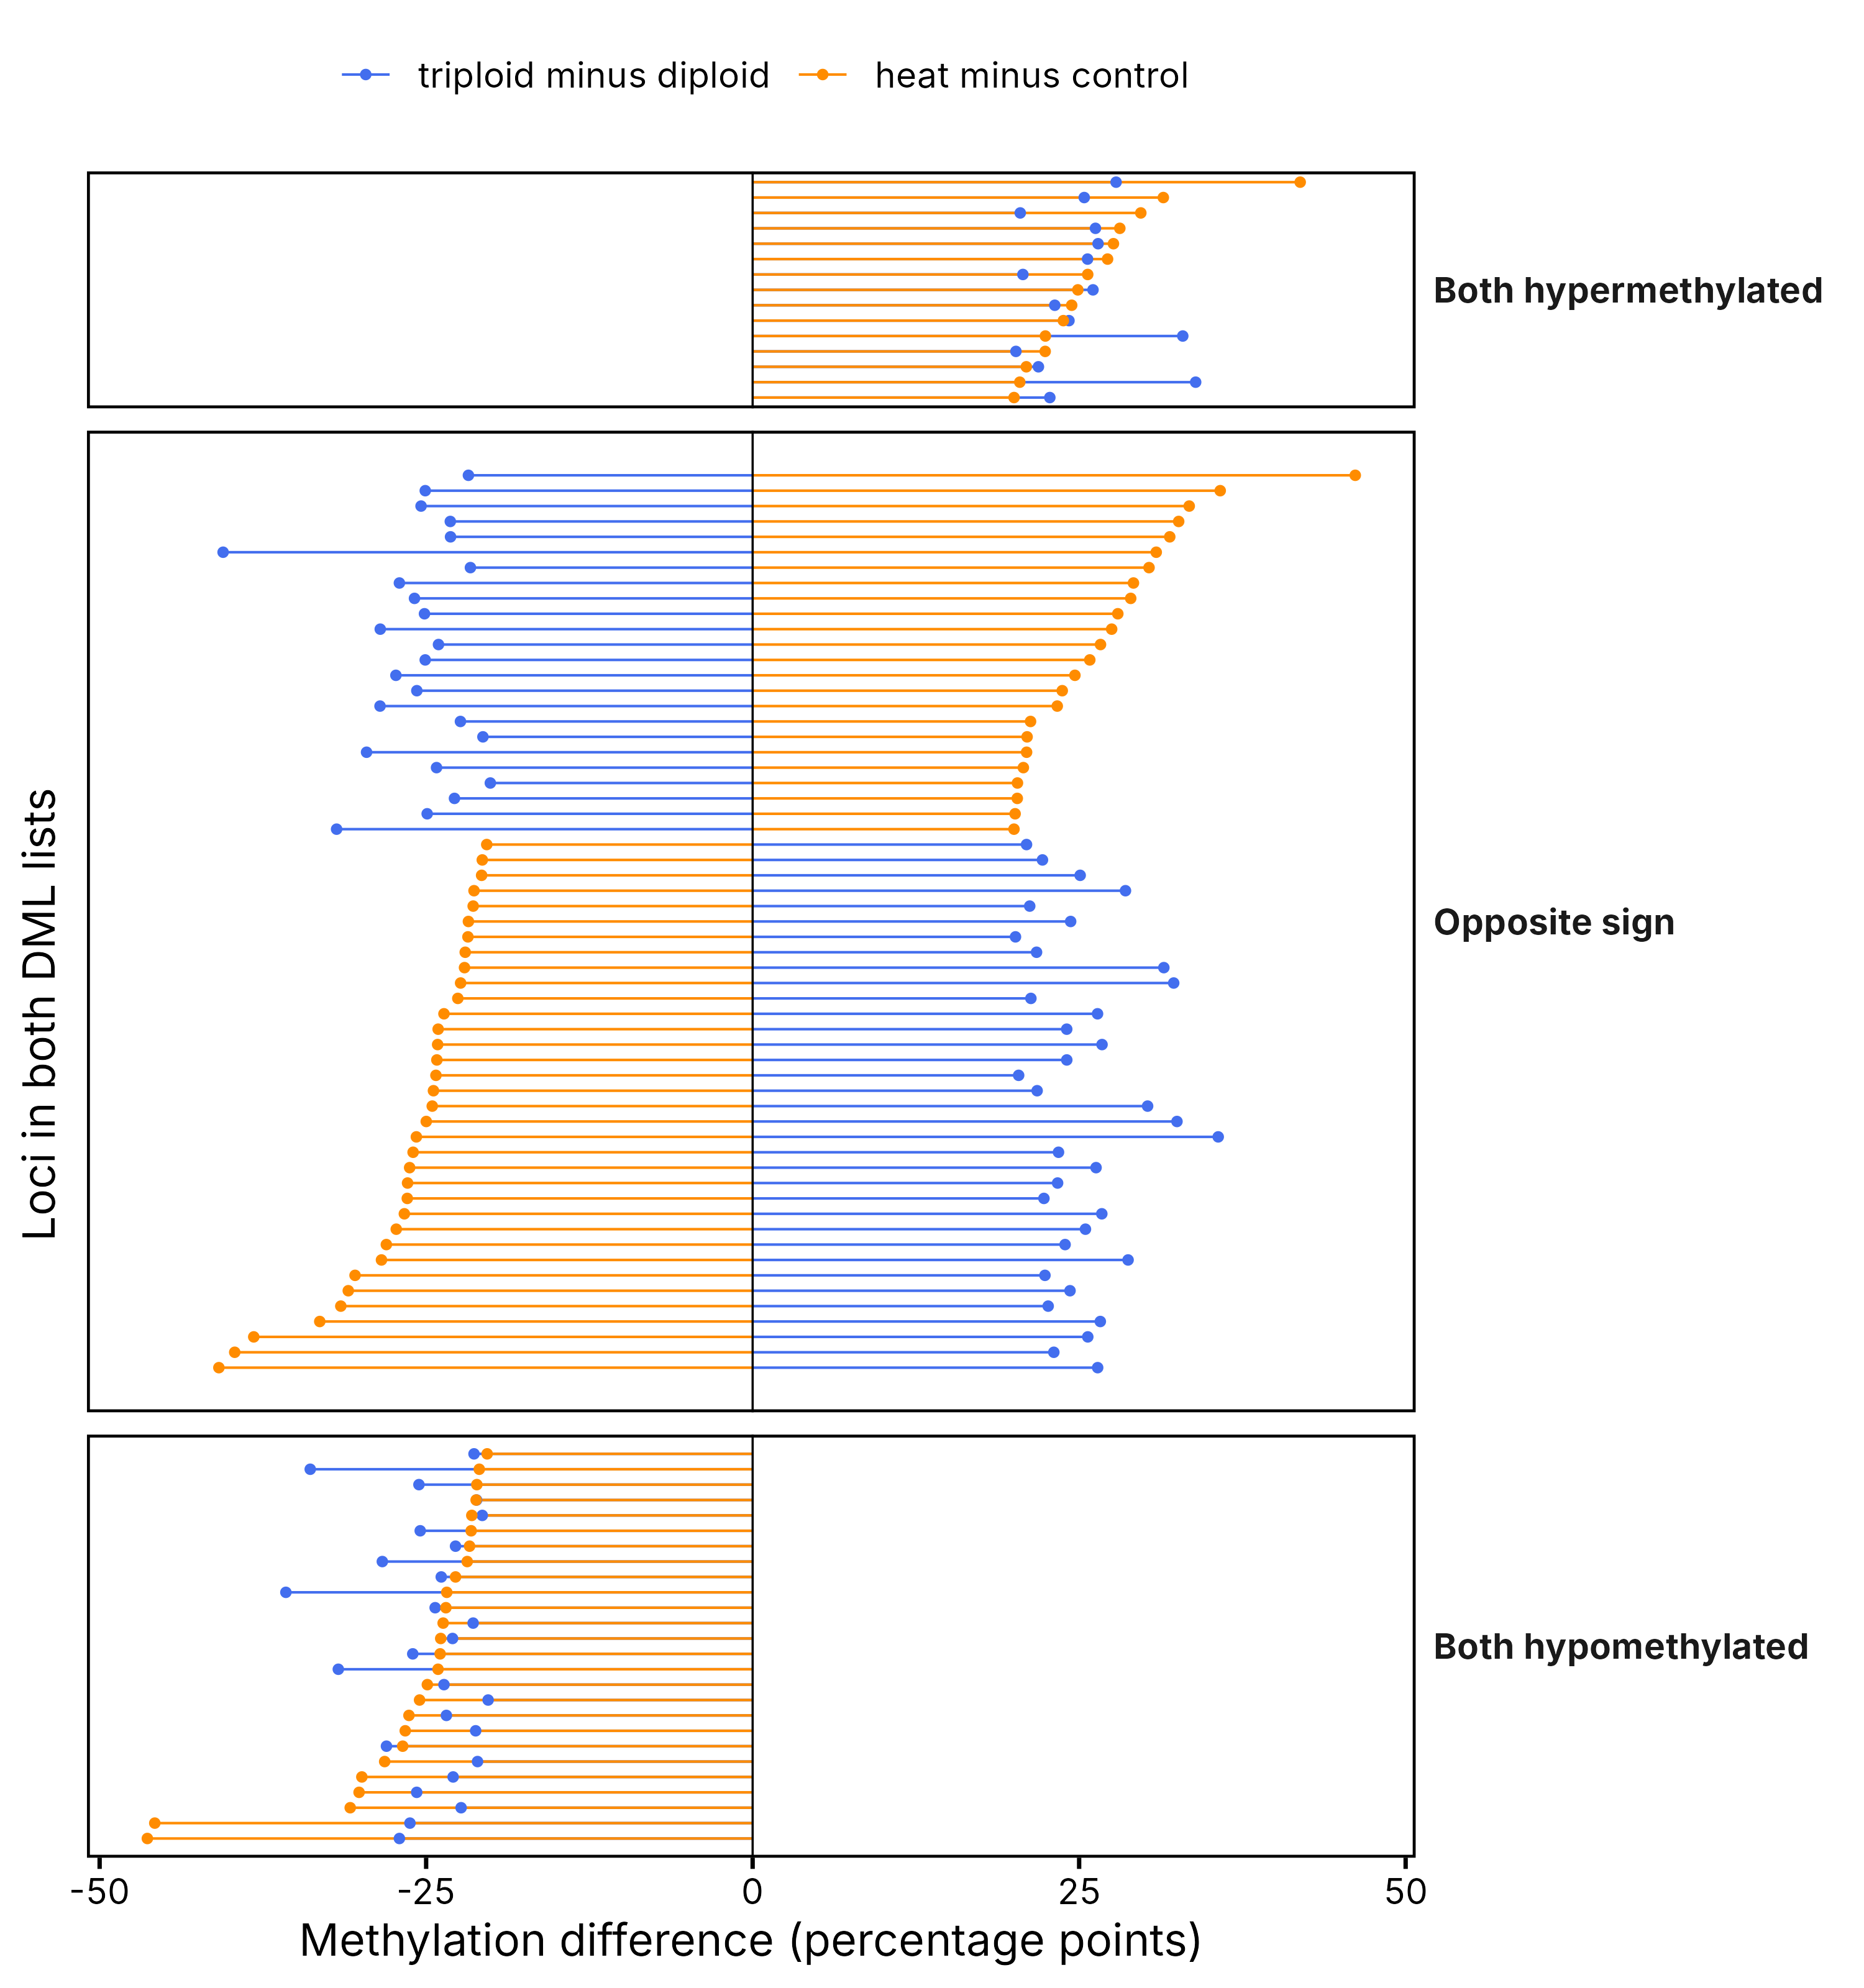 triploid minus diploid heat minus control
Both hypermethylated
Loci in both DML lists
Opposite sign
Both hypomethylated
-50 -25 0 25 50
Methylation difference (percentage points)